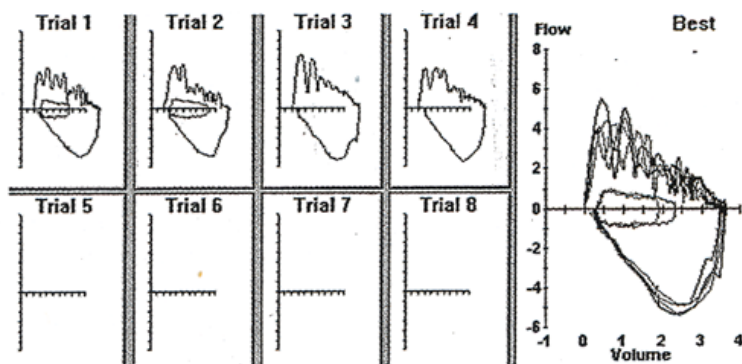 Trial 1
Trial 2
Trial 3
Trial 4
Flow
Best
8
6
4
2
0
-2
-4
-6
-1
0
1
2
3
4
Volume
Trial 5
Trial 6
Trial 7
Trial 8